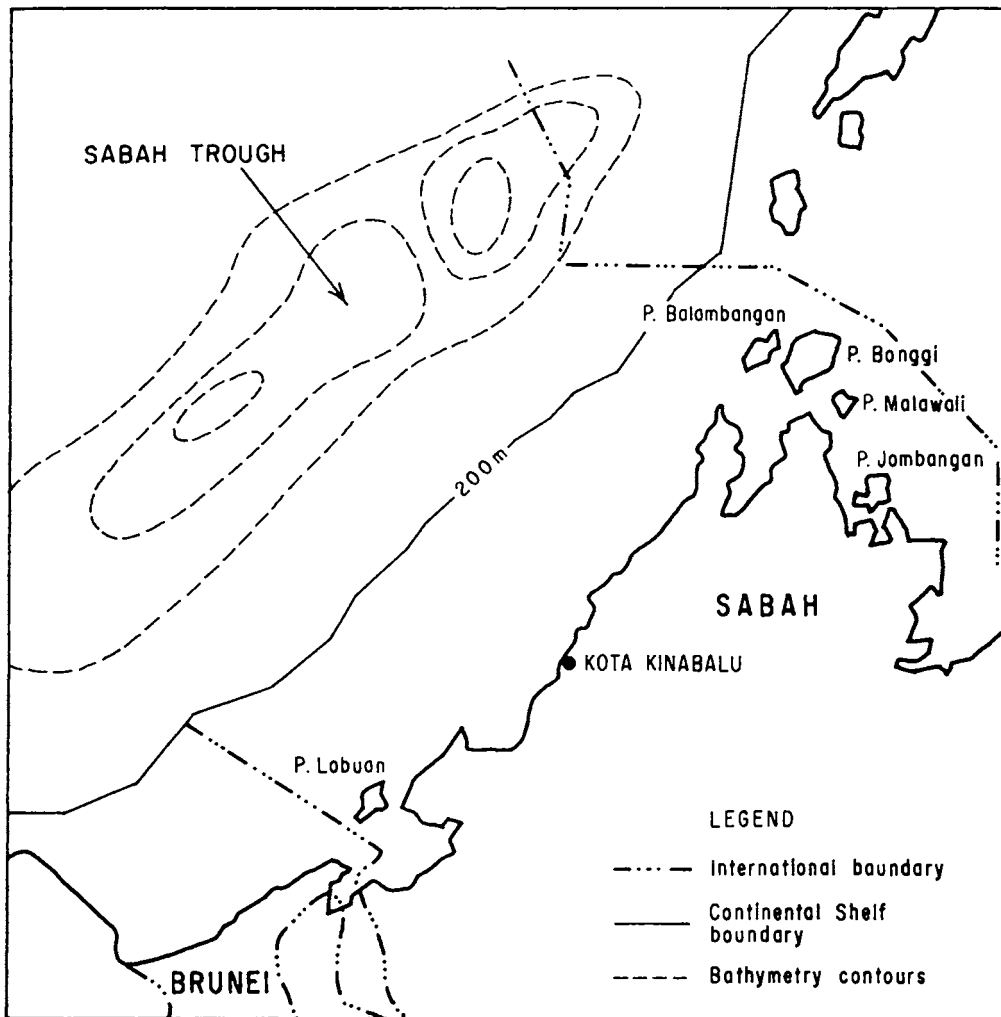 SABAH TROUGH
P. Balambangan
P. Banggi
P. Malawali
P. Jambangan
200m
SABAH
KOTA KINABALU
P. Labuan
LEGEND
International boundary
Continental Shelf
boundary
Bathymetry contours
BRUNEI